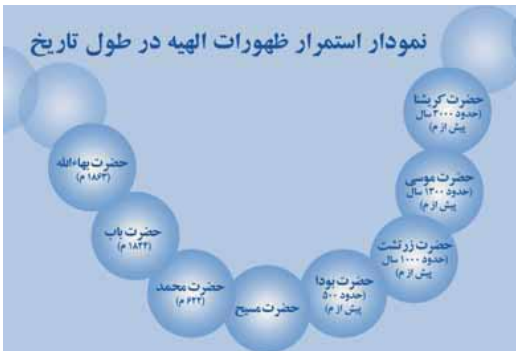 نمودار استمرار ظهورات الهیه در طول تاریخ
حضرت کریشنا
(حدود ۳۰۰۰ سال
پیش از م)
حضرت موسی
(حدود ۱۳۰۰ سال
پیش از م)
حضرت زرتشت
(حدود ۱۰۰۰ سال
پیش از م)
حضرت بودا
(حدود ۵۰۰
پیش از م)
حضرت مسیح
حضرت محمد
(۶۲۲ م)
حضرت باب
(۱۸۴۴ م)
حضرت بهاءالله
(۱۸۶۳ م)